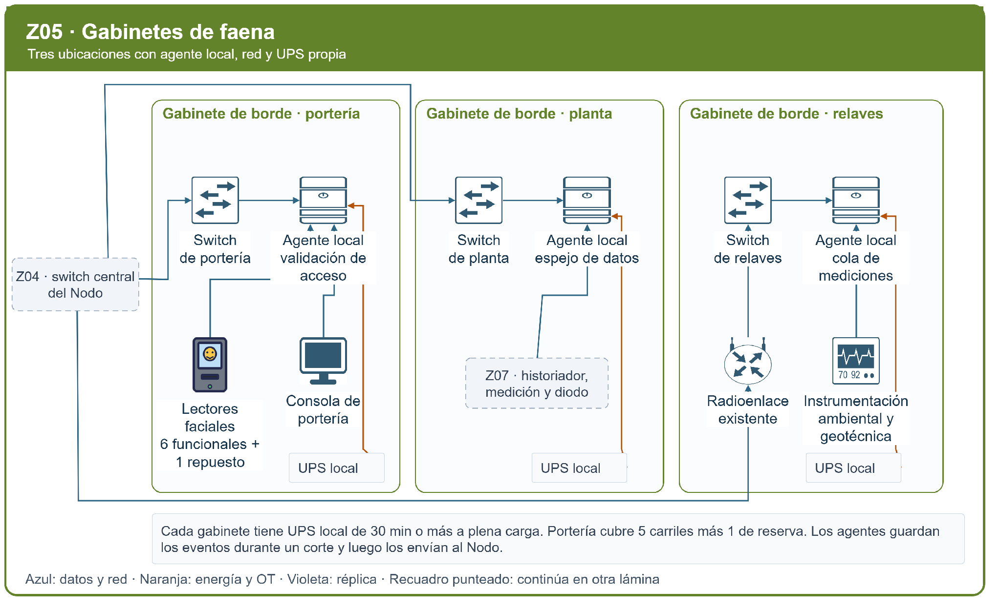 Z05 · Gabinetes de faena
Tres ubicaciones con agente local, red y UPS propia
Gabinete de borde · portería
Gabinete de borde · planta
Gabinete de borde · relaves
Switch
de portería
Agente local
validación de
acceso
Switch
de planta
Agente local
espejo de datos
Switch
de relaves
Agente local
cola de
mediciones
Z04 · switch central
del Nodo
Lectores
faciales
6 funcionales +
1 repuesto
Consola de
portería
Z07 · historiador,
medición y diodo
Radioenlace
existente
70 92
Instrumentación
ambiental y
geotécnica
UPS local
UPS local
UPS local
Cada gabinete tiene UPS local de 30 min o más a plena carga. Portería cubre 5 carriles más 1 de reserva. Los agentes guardan
los eventos durante un corte y luego los envían al Nodo.
Azul: datos y red · Naranja: energía y OT · Violeta: réplica · Recuadro punteado: continúa en otra lámina